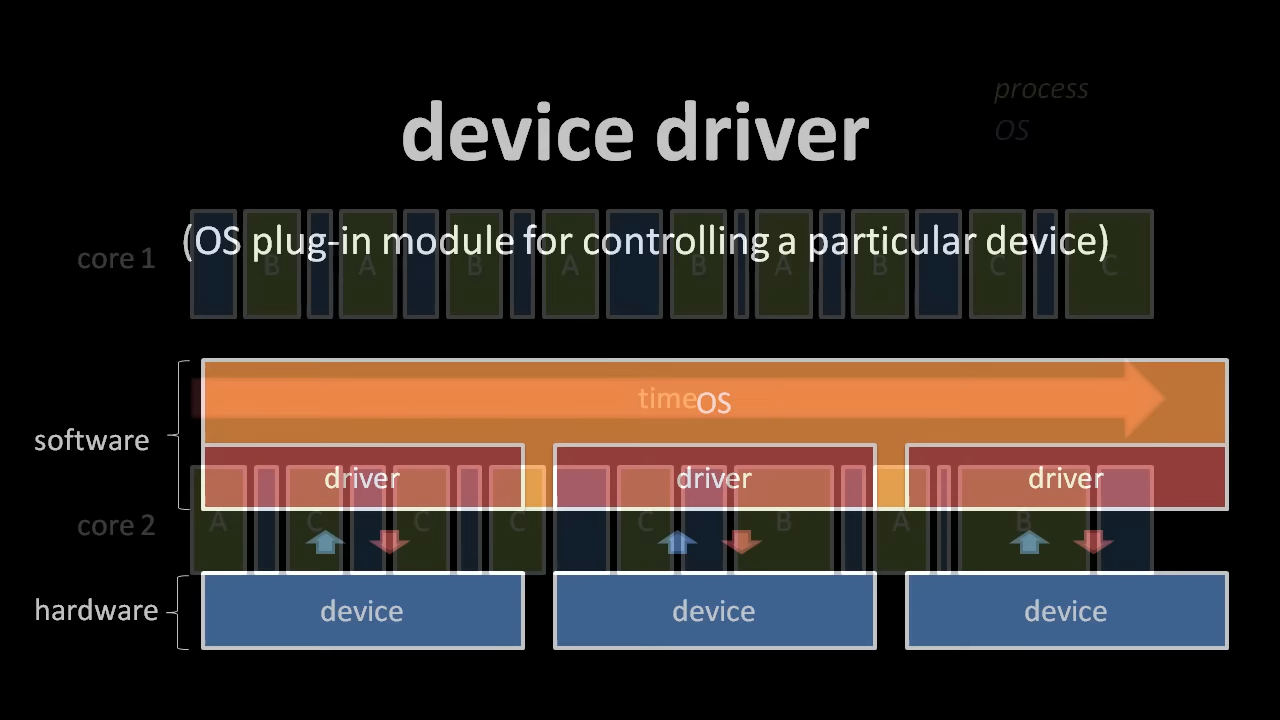 process
device driver
OS
(OS plug-in module for controlling a particular device)
core 1
B A B A B A B C C
time
OS
software
driver driver driver
core 2
A C C C C B A B
hardware
device device device